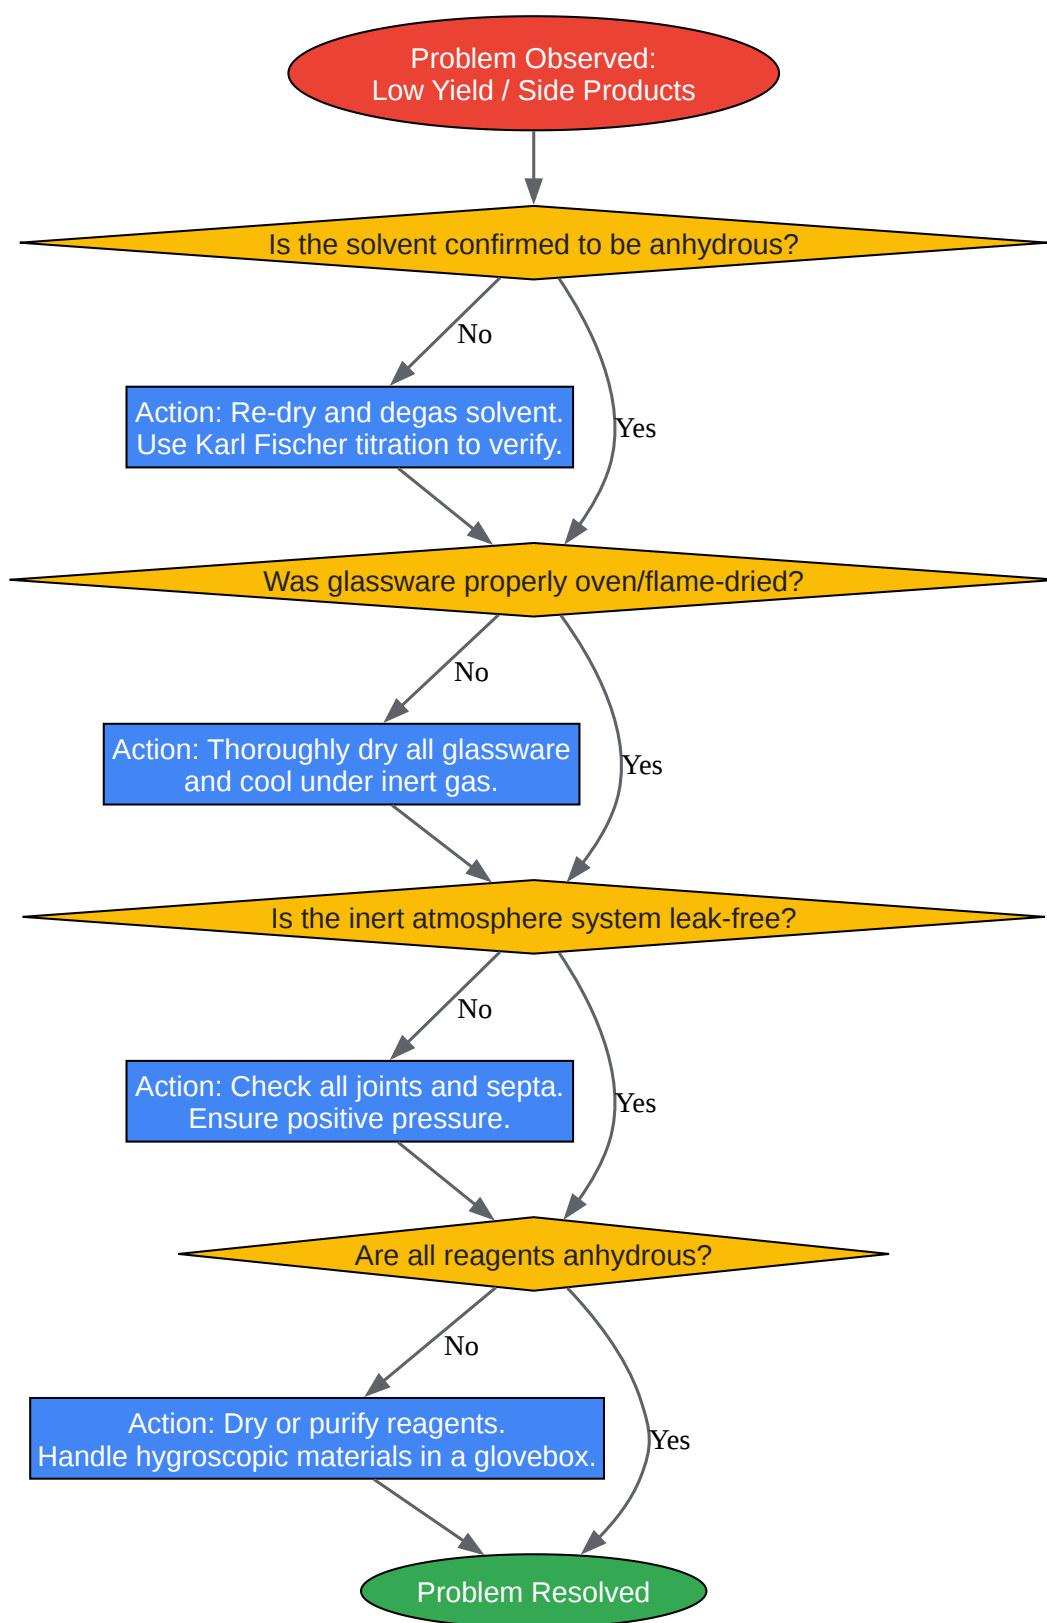 Problem Observed:
Low Yield / Side Products
Is the solvent confirmed to be anhydrous?
No
Action: Re-dry and degas solvent.
Use Karl Fischer titration to verify.
Yes
Was glassware properly oven/flame-dried?
No
Action: Thoroughly dry all glassware
and cool under inert gas.
Yes
Is the inert atmosphere system leak-free?
No
Action: Check all joints and septa.
Ensure positive pressure.
Yes
Are all reagents anhydrous?
No
Action: Dry or purify reagents.
Handle hygroscopic materials in a glovebox.
Yes
Problem Resolved